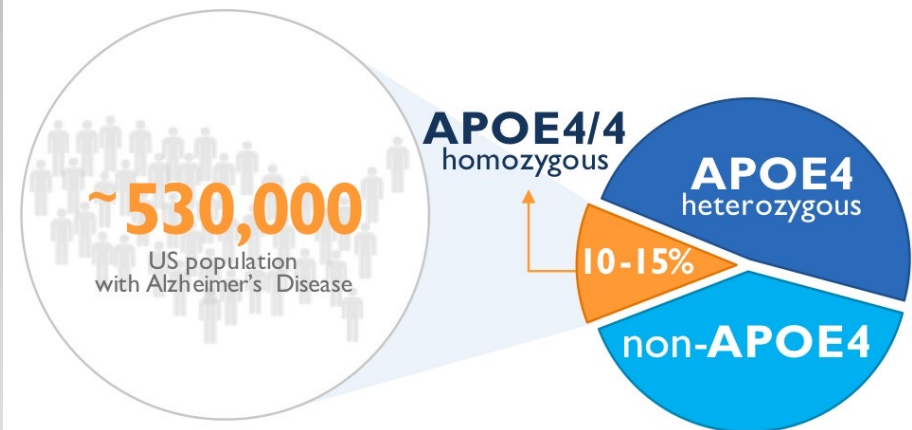 ~530,000
US population
with Alzheimer's Disease
APOE4/4
homozygous
10-15%
APOE4
heterozygous
non-APOE4